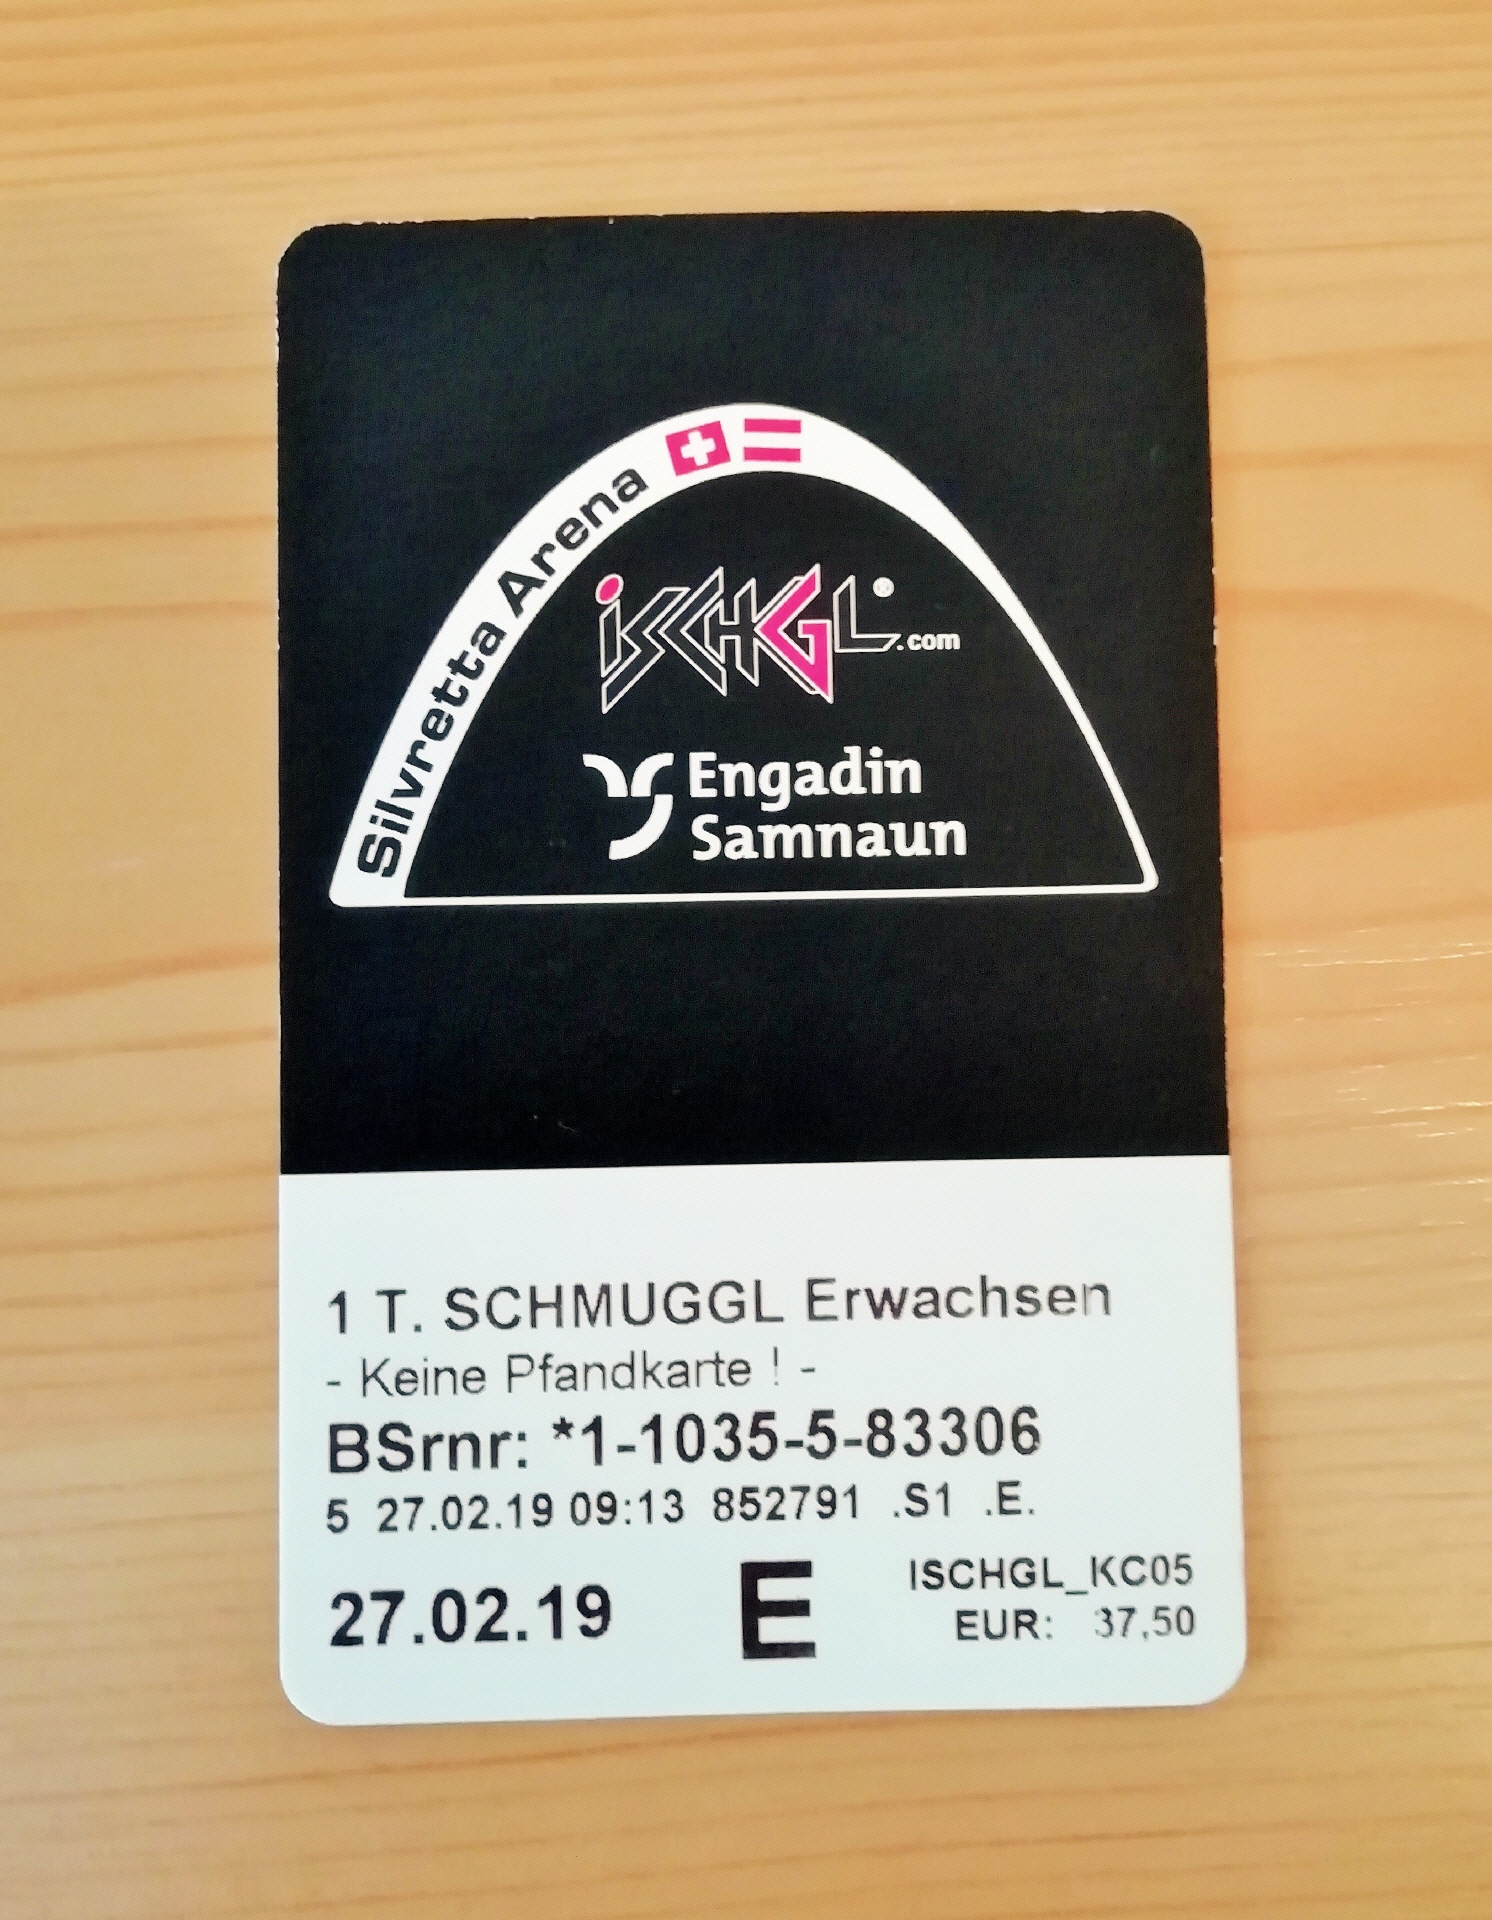 Silvretta Arena
ischGL®.com
Engadin
Samnaun
1 T. SCHMUGGL Erwachsen
- Keine Pfandkarte ! -
BSrnr: *1-1035-5-83306
5 27.02.19 09:13 852791 .S1 .E.
27.02.19
E
ISCHGL_KC05
EUR: 37,50